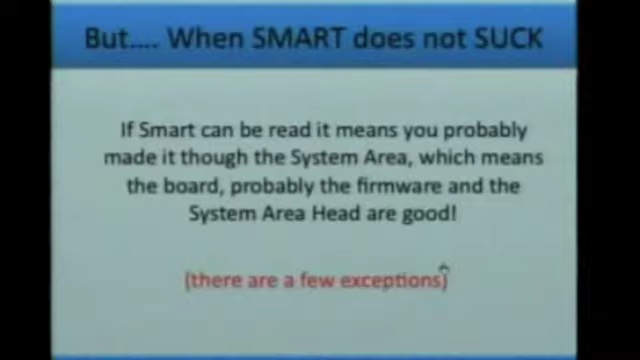 But.... When SMART does not SUCK
If Smart can be read it means you probably
made it though the System Area, which means
the board, probably the firmware and the
System Area Head are good!
(there are a few exceptions)